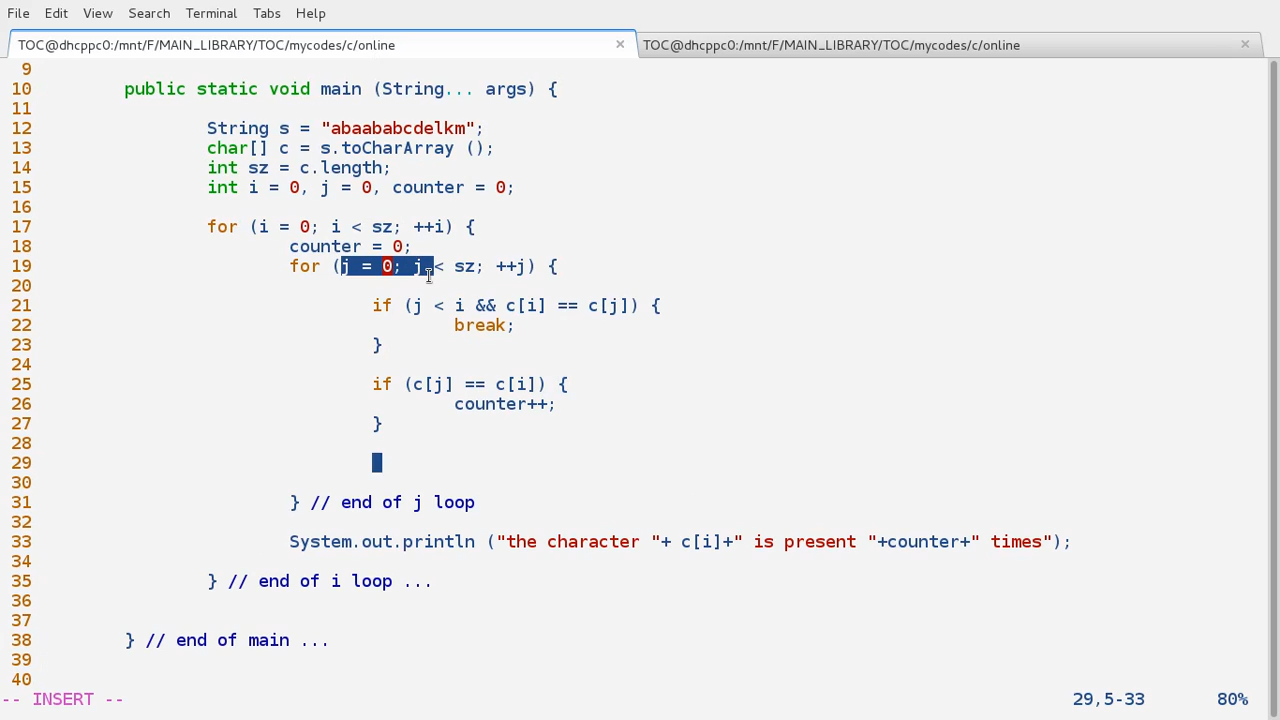 File Edit View Search Terminal Tabs Help
TOC@dhcppc0:/mnt/F/MAIN_LIBRARY/TOC/mycodes/c/online × TOC@dhcppc0:/mnt/F/MAIN_LIBRARY/TOC/mycodes/c/online ×
9
10 public static void main (String... args) {
11
12 String s = "abaababcdelkm";
13 char[] c = s.toCharArray ();
14 int sz = c.length;
15 int i = 0, j = 0, counter = 0;
16
17 for (i = 0; i < sz; ++i) {
18 counter = 0;
19 for (j = 0; j < sz; ++j) {
20
21 if (j < i && c[i] == c[j]) {
22 break;
23 }
24
25 if (c[j] == c[i]) {
26 counter++;
27 }
28
29
30
31 } // end of j loop
32
33 System.out.println ("the character "+ c[i]+" is present "+counter+" times");
34
35 } // end of i loop ...
36
37
38 } // end of main ...
39
40
-- INSERT -- 29,5-33 80%